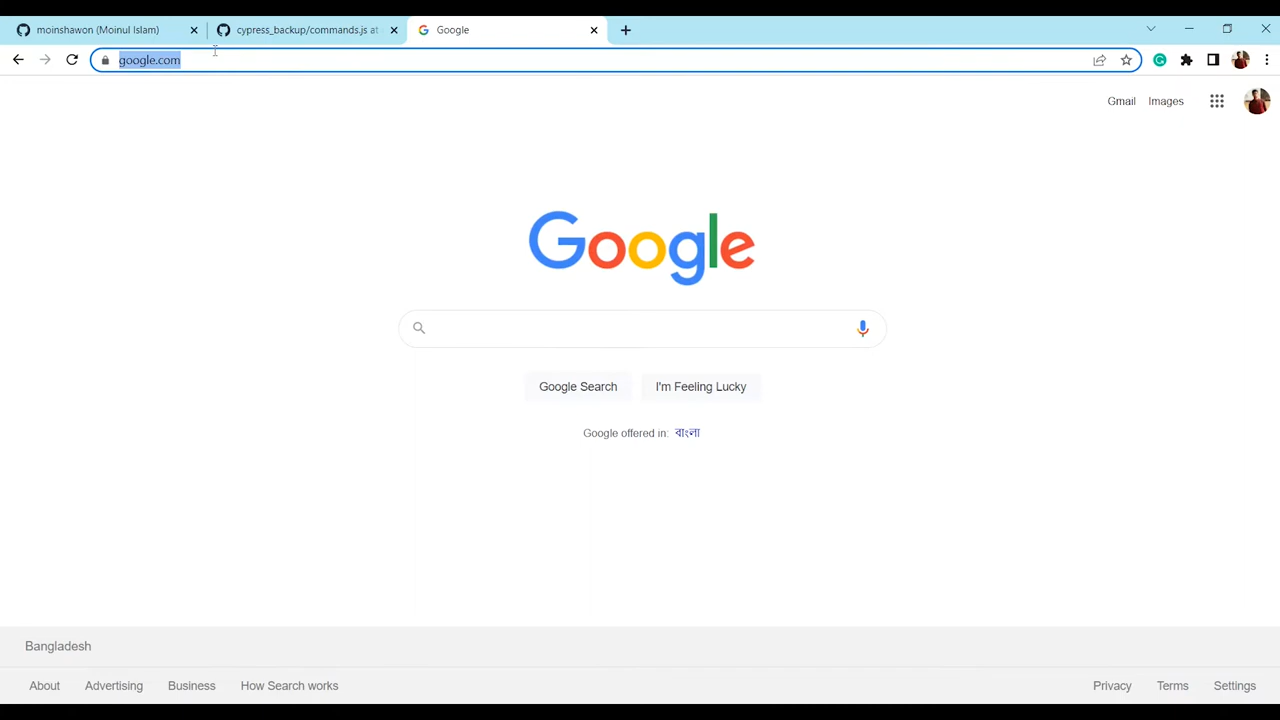 moinshawon (Moinul Islam)
cypress_backup/commands.js at
Google
google.com
Gmail
Images
Google
Google Search
I'm Feeling Lucky
Google offered in: বাংলা
Bangladesh
About
Advertising
Business
How Search works
Privacy
Terms
Settings